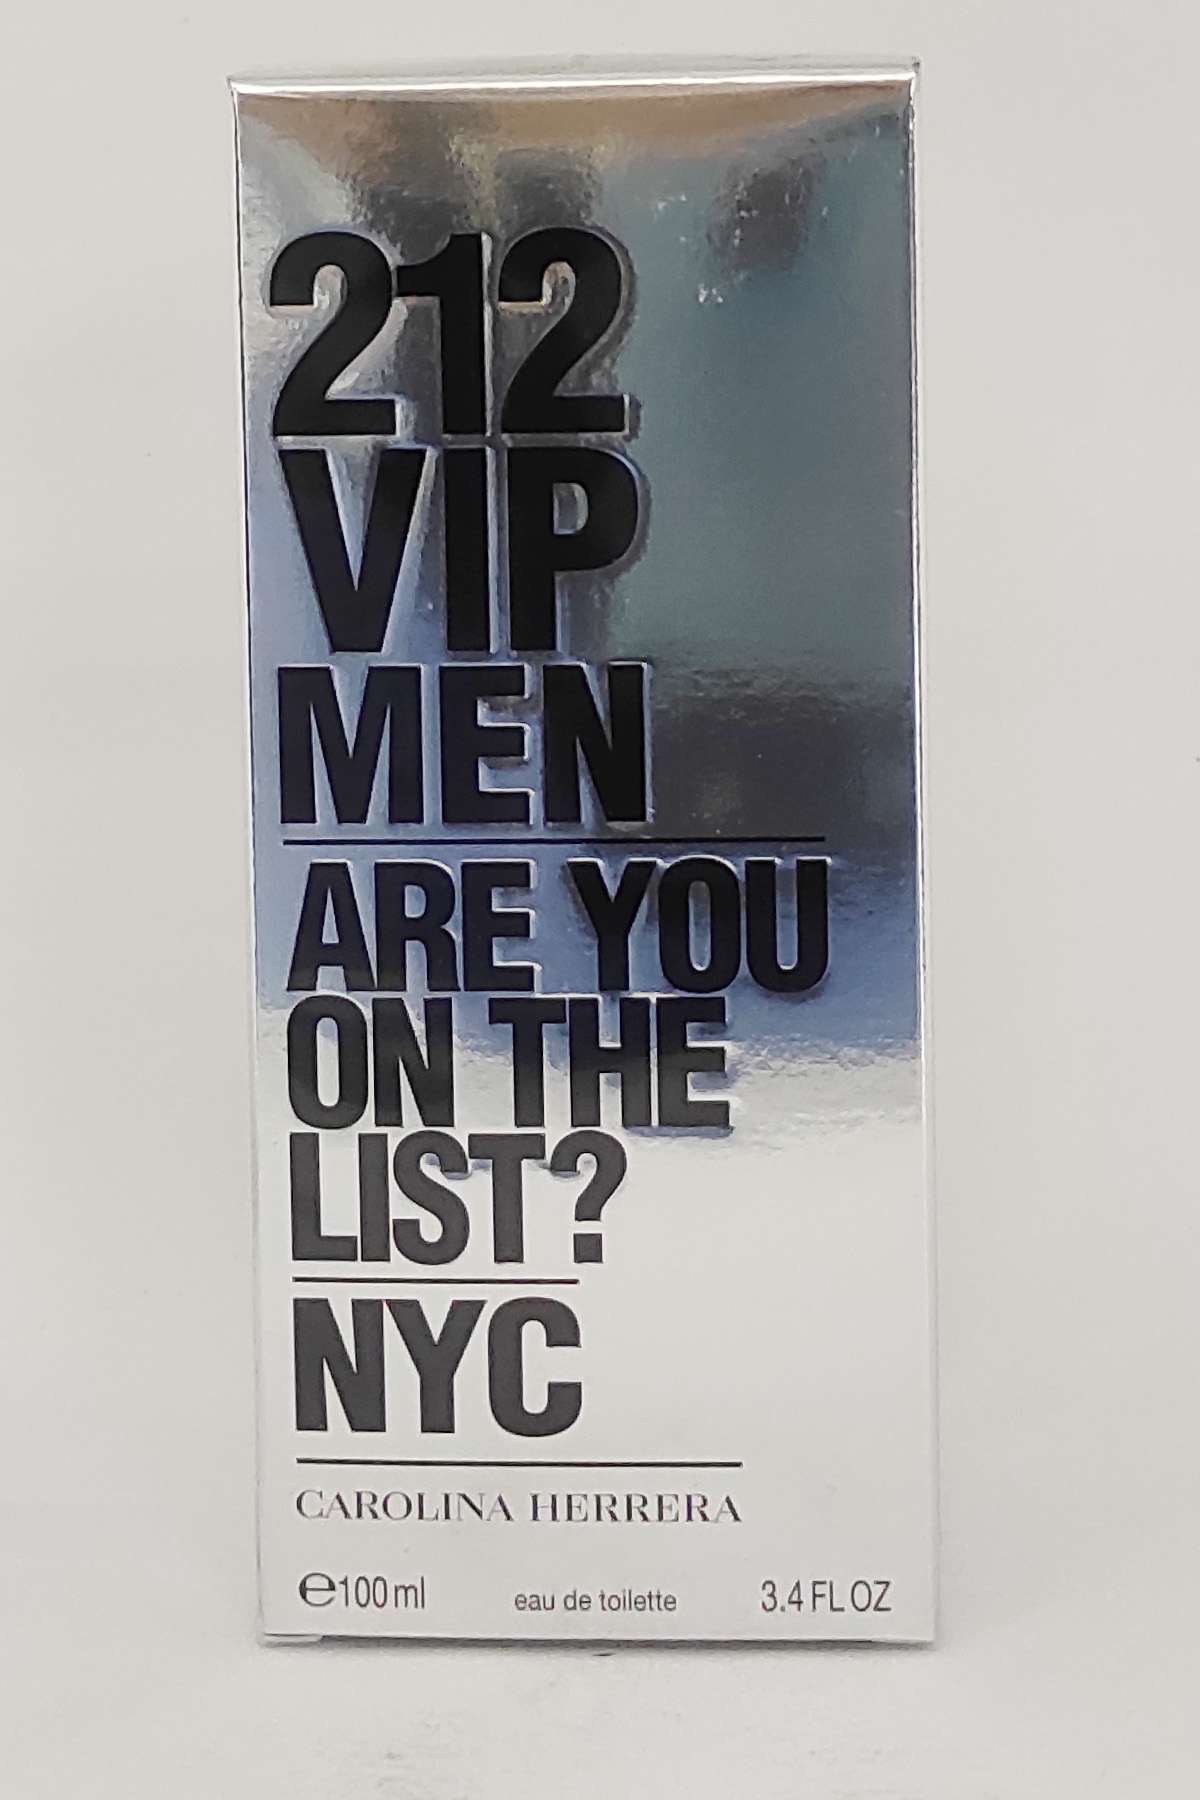 212
VIP
MEN
ARE YOU
ON THE
LIST?
NYC
CAROLINA HERRERA
℮100ml eau de toilette 3.4 FL OZ